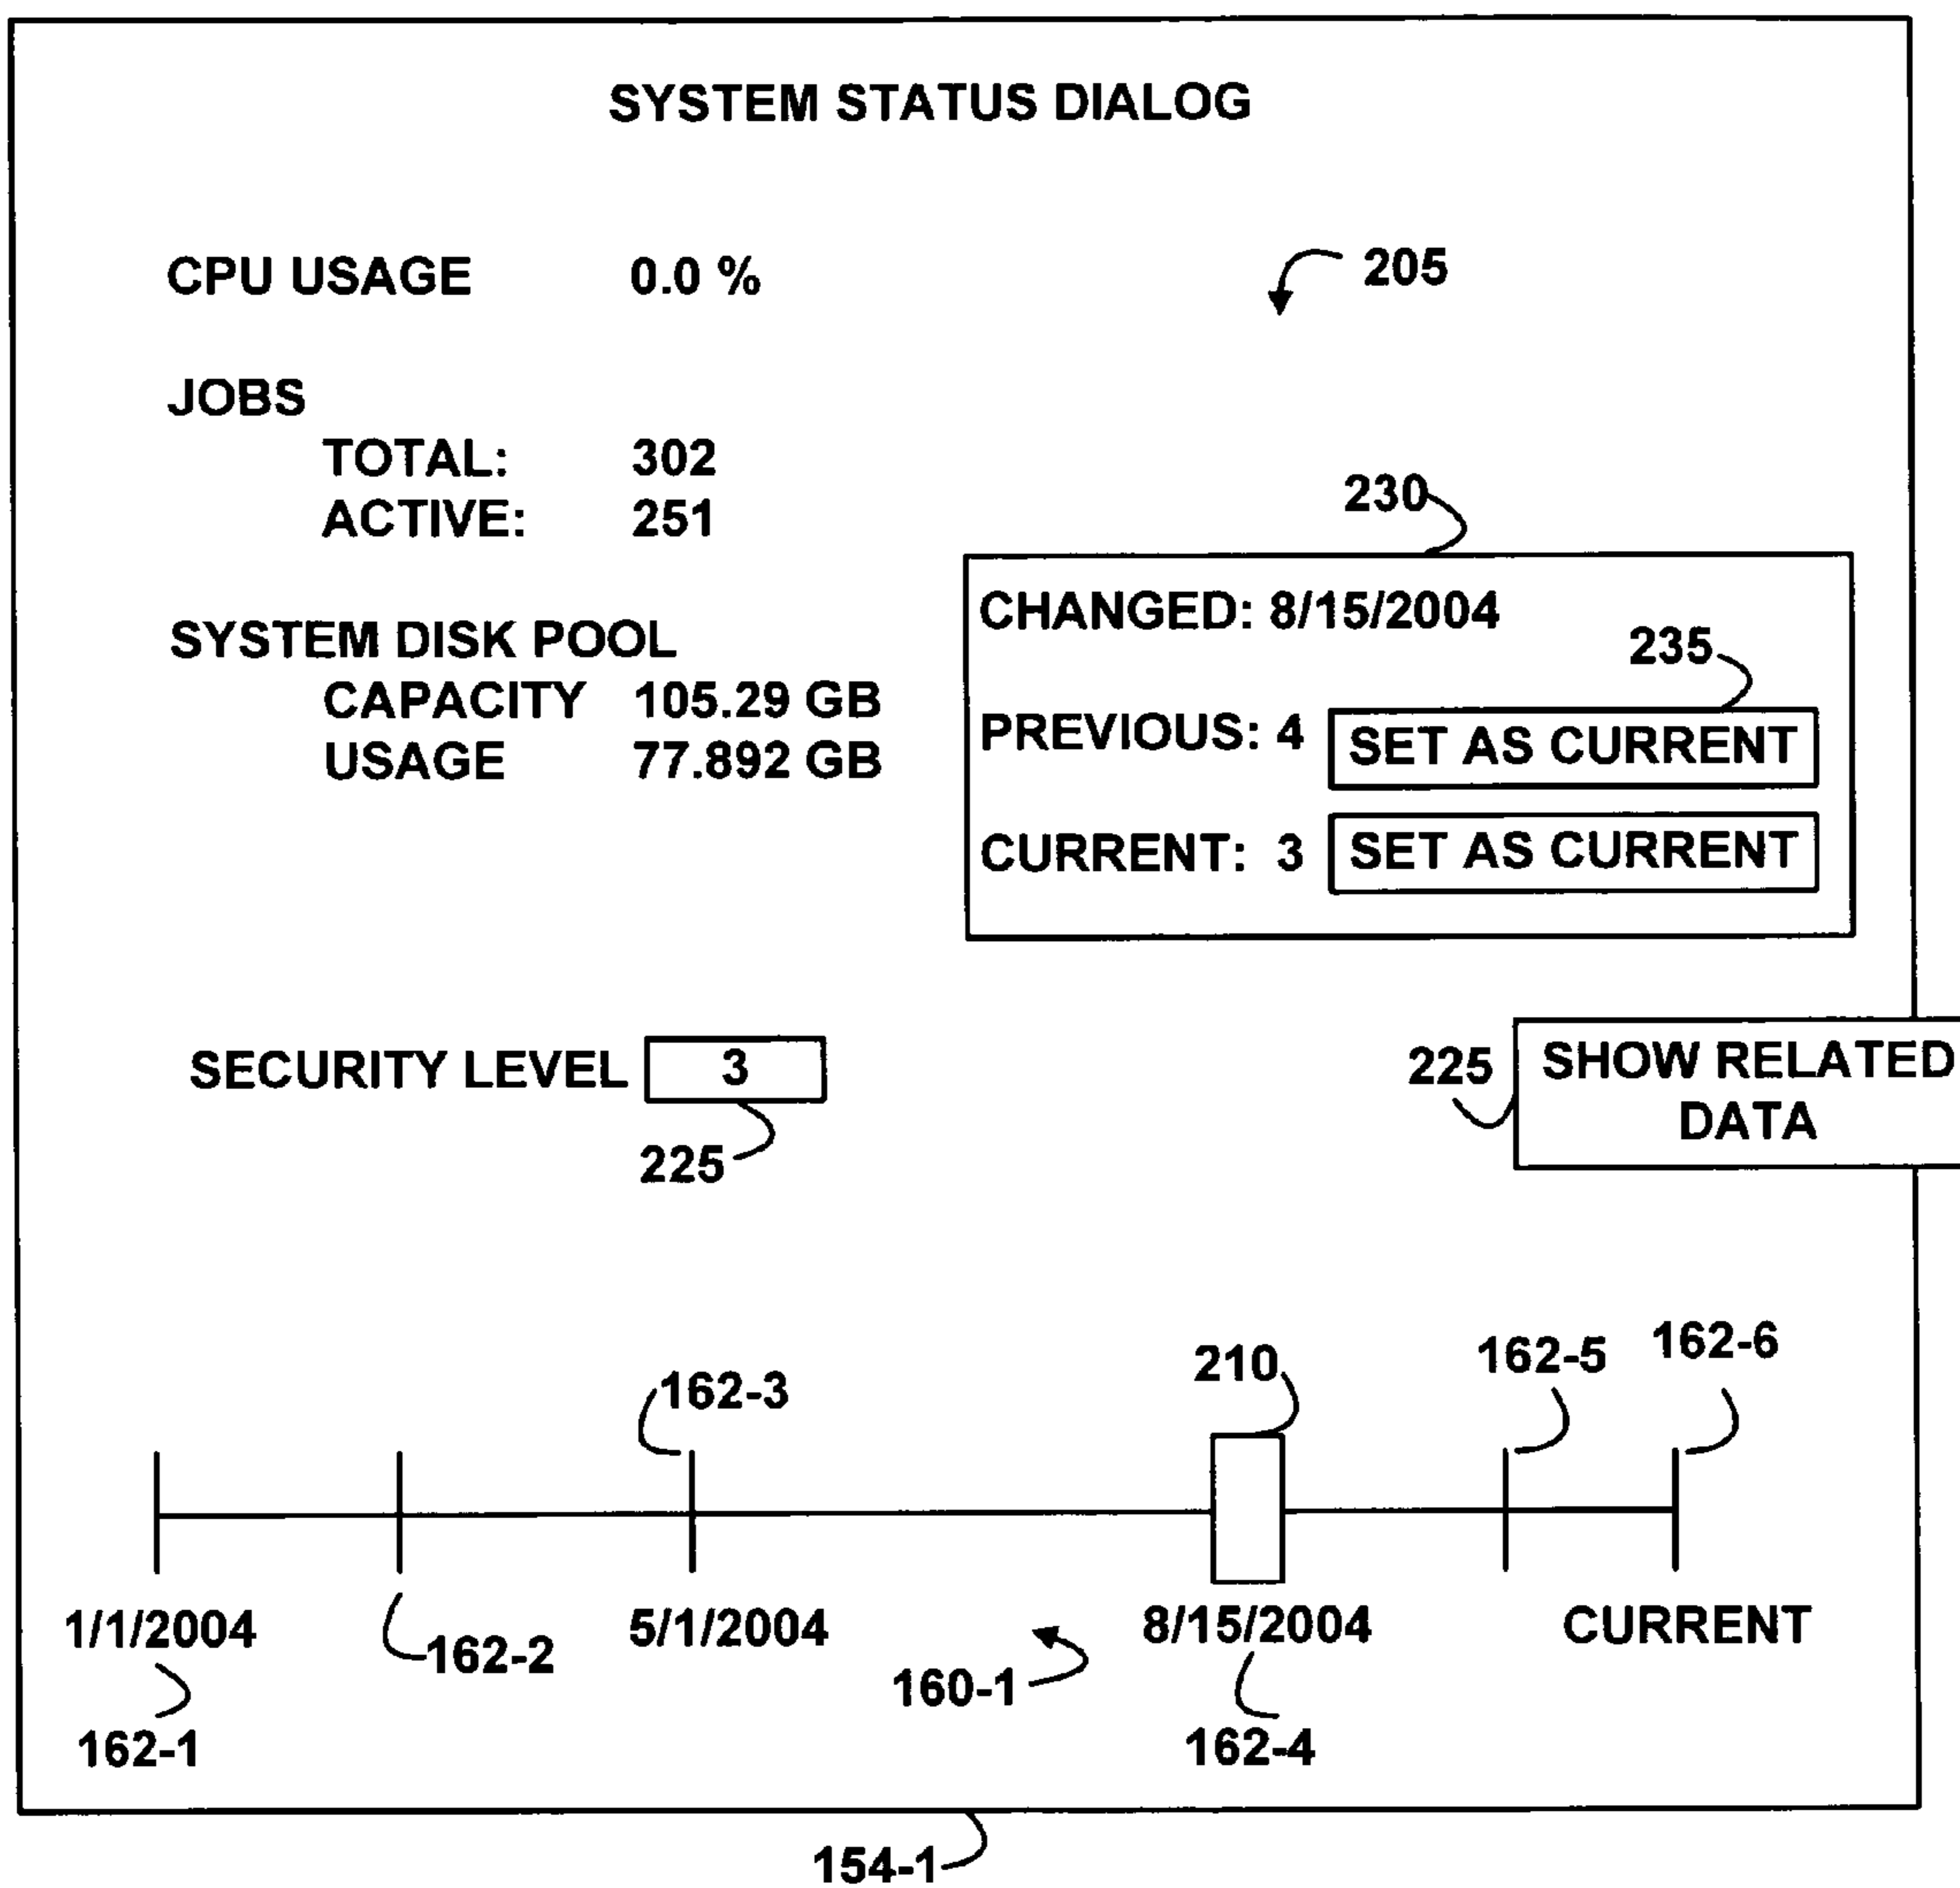 SYSTEM STATUS DIALOG
CPU USAGE 0.0 %
205
JOBS
TOTAL: 302
ACTIVE: 251
230
SYSTEM DISK POOL
CAPACITY 105.29 GB
USAGE 77.892 GB
CHANGED: 8/15/2004
235
PREVIOUS: 4 SET AS CURRENT
CURRENT: 3 SET AS CURRENT
SECURITY LEVEL 3
225
225
SHOW RELATED
DATA
162-3
210
162-5
162-6
1/1/2004
162-2
5/1/2004
8/15/2004
CURRENT
160-1
162-1
162-4
154-1